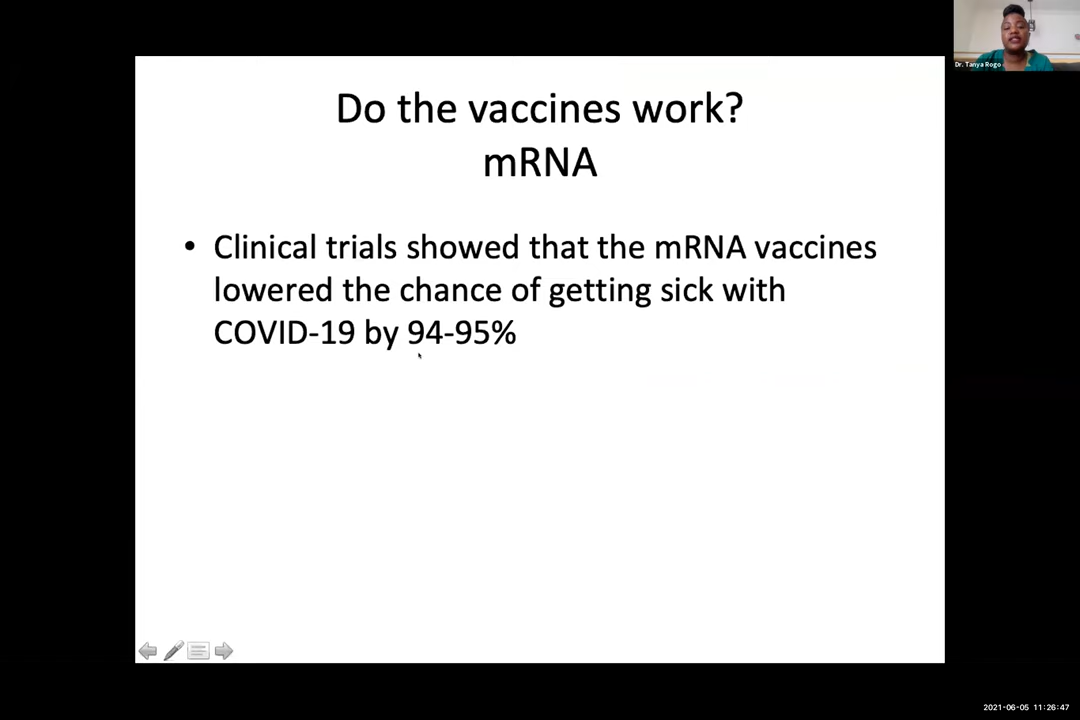 Dr. Tanya Rogo
Do the vaccines work?
mRNA
• Clinical trials showed that the mRNA vaccines
lowered the chance of getting sick with
COVID-19 by 94-95%
2021-06-05 11:26:47